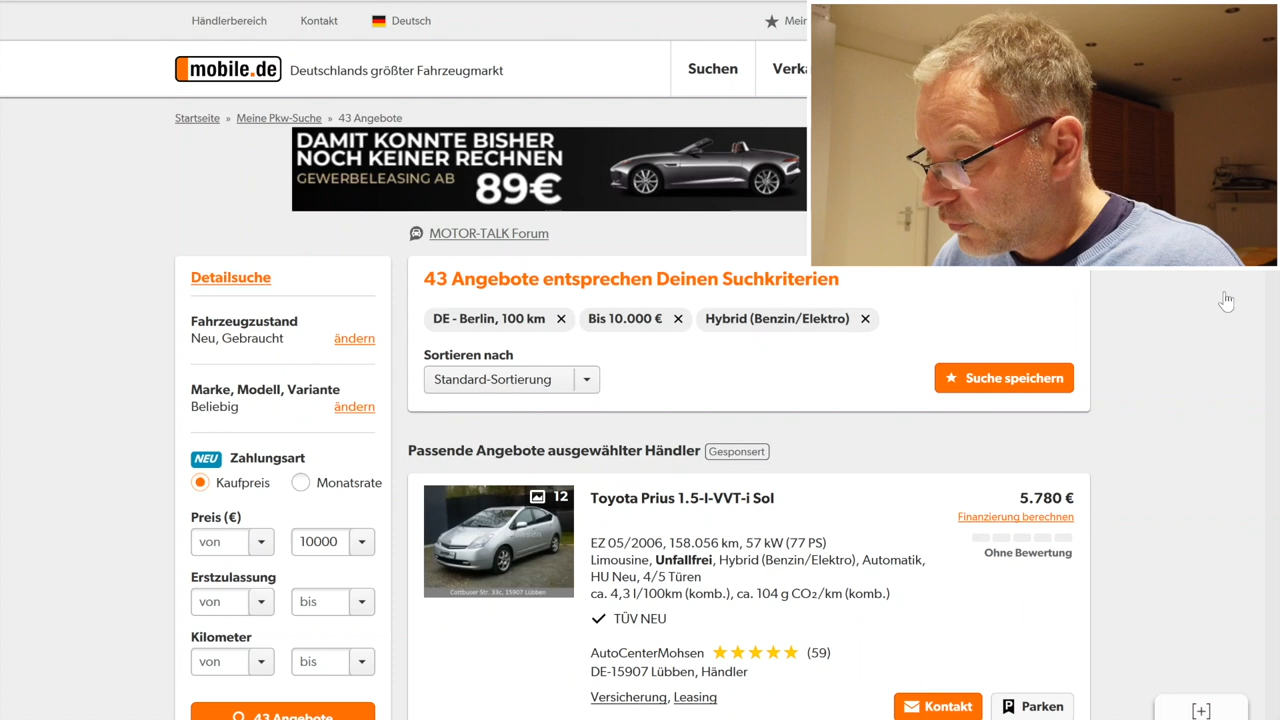 Händlerbereich
Kontakt
Deutsch
Mein
mobile.de
Deutschlands größter Fahrzeugmarkt
Suchen
Verka
Startseite » Meine Pkw-Suche » 43 Angebote
DAMIT KONNTE BISHER
NOCH KEINER RECHNEN
GEWERBELEASING AB 89€
MOTOR-TALK Forum
Detailsuche
Fahrzeugzustand
Neu, Gebraucht ändern
Marke, Modell, Variante
Beliebig ändern
NEU Zahlungsart
Kaufpreis Monatsrate
Preis (€)
von 10000
Erstzulassung
von bis
Kilometer
von bis
43 Angebote
43 Angebote entsprechen Deinen Suchkriterien
DE - Berlin, 100 km ✕ Bis 10.000 € ✕ Hybrid (Benzin/Elektro) ✕
Sortieren nach
Standard-Sortierung
Suche speichern
Passende Angebote ausgewählter Händler Gesponsert
12
Cottbuser Str. 33c, 15907 Lübben
Toyota Prius 1.5-l-VVT-i Sol
5.780 €
Finanzierung berechnen
Ohne Bewertung
EZ 05/2006, 158.056 km, 57 kW (77 PS)
Limousine, Unfallfrei, Hybrid (Benzin/Elektro), Automatik,
HU Neu, 4/5 Türen
ca. 4,3 l/100km (komb.), ca. 104 g CO₂/km (komb.)
TÜV NEU
AutoCenterMohsen ★★★★★ (59)
DE-15907 Lübben, Händler
Versicherung, Leasing
Kontakt
P Parken
[+]